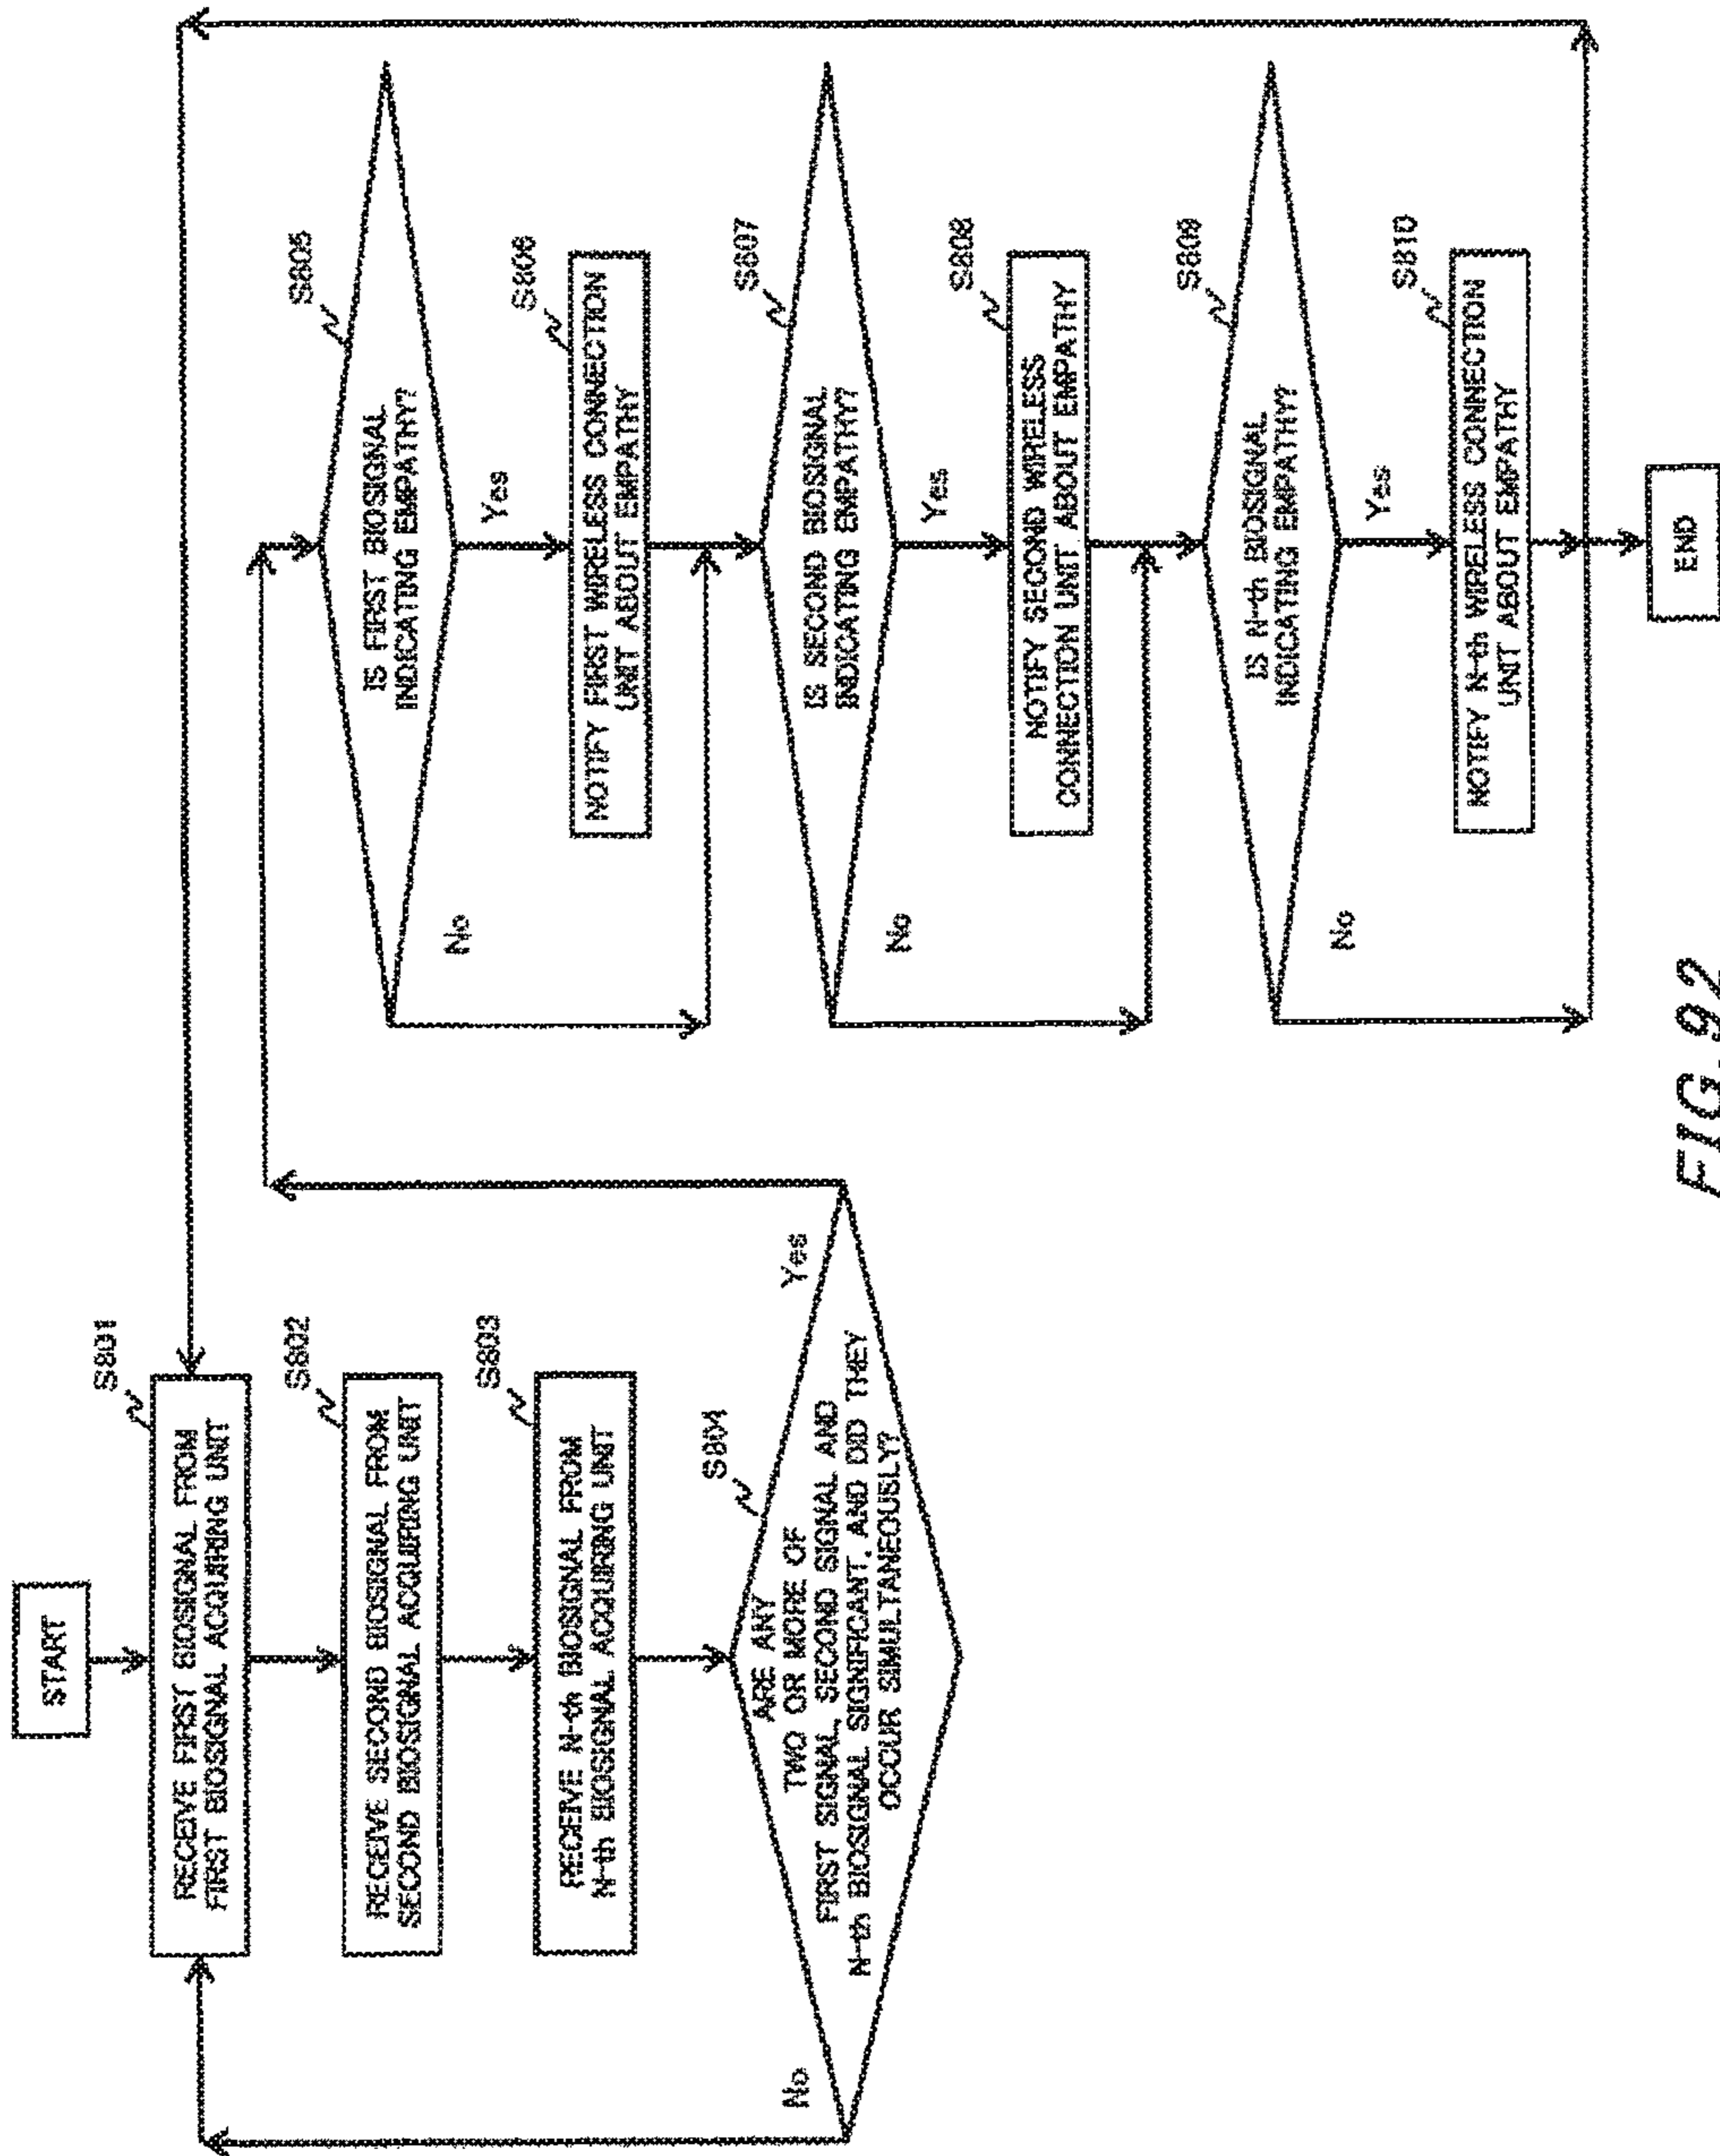 START
S801
RECEIVE FIRST BIOSIGNAL FROM
FIRST BIOSIGNAL ACQUIRING UNIT
S802
RECEIVE SECOND BIOSIGNAL FROM
SECOND BIOSIGNAL ACQUIRING UNIT
S803
RECEIVE N-th BIOSIGNAL FROM
N-th BIOSIGNAL ACQUIRING UNIT
S804
ARE ANY
TWO OR MORE OF
FIRST SIGNAL, SECOND SIGNAL AND
N-th BIOSIGNAL SIGNIFICANT, AND DID THEY
OCCUR SIMULTANEOUSLY?
No
Yes
S805
IS FIRST BIOSIGNAL
INDICATING EMPATHY?
No
Yes
S806
NOTIFY FIRST WIRELESS CONNECTION
UNIT ABOUT EMPATHY
S807
IS SECOND BIOSIGNAL
INDICATING EMPATHY?
No
Yes
S808
NOTIFY SECOND WIRELESS
CONNECTION UNIT ABOUT EMPATHY
S809
IS N-th BIOSIGNAL
INDICATING EMPATHY?
No
Yes
S810
NOTIFY N-th WIRELESS CONNECTION
UNIT ABOUT EMPATHY
END
FIG.92